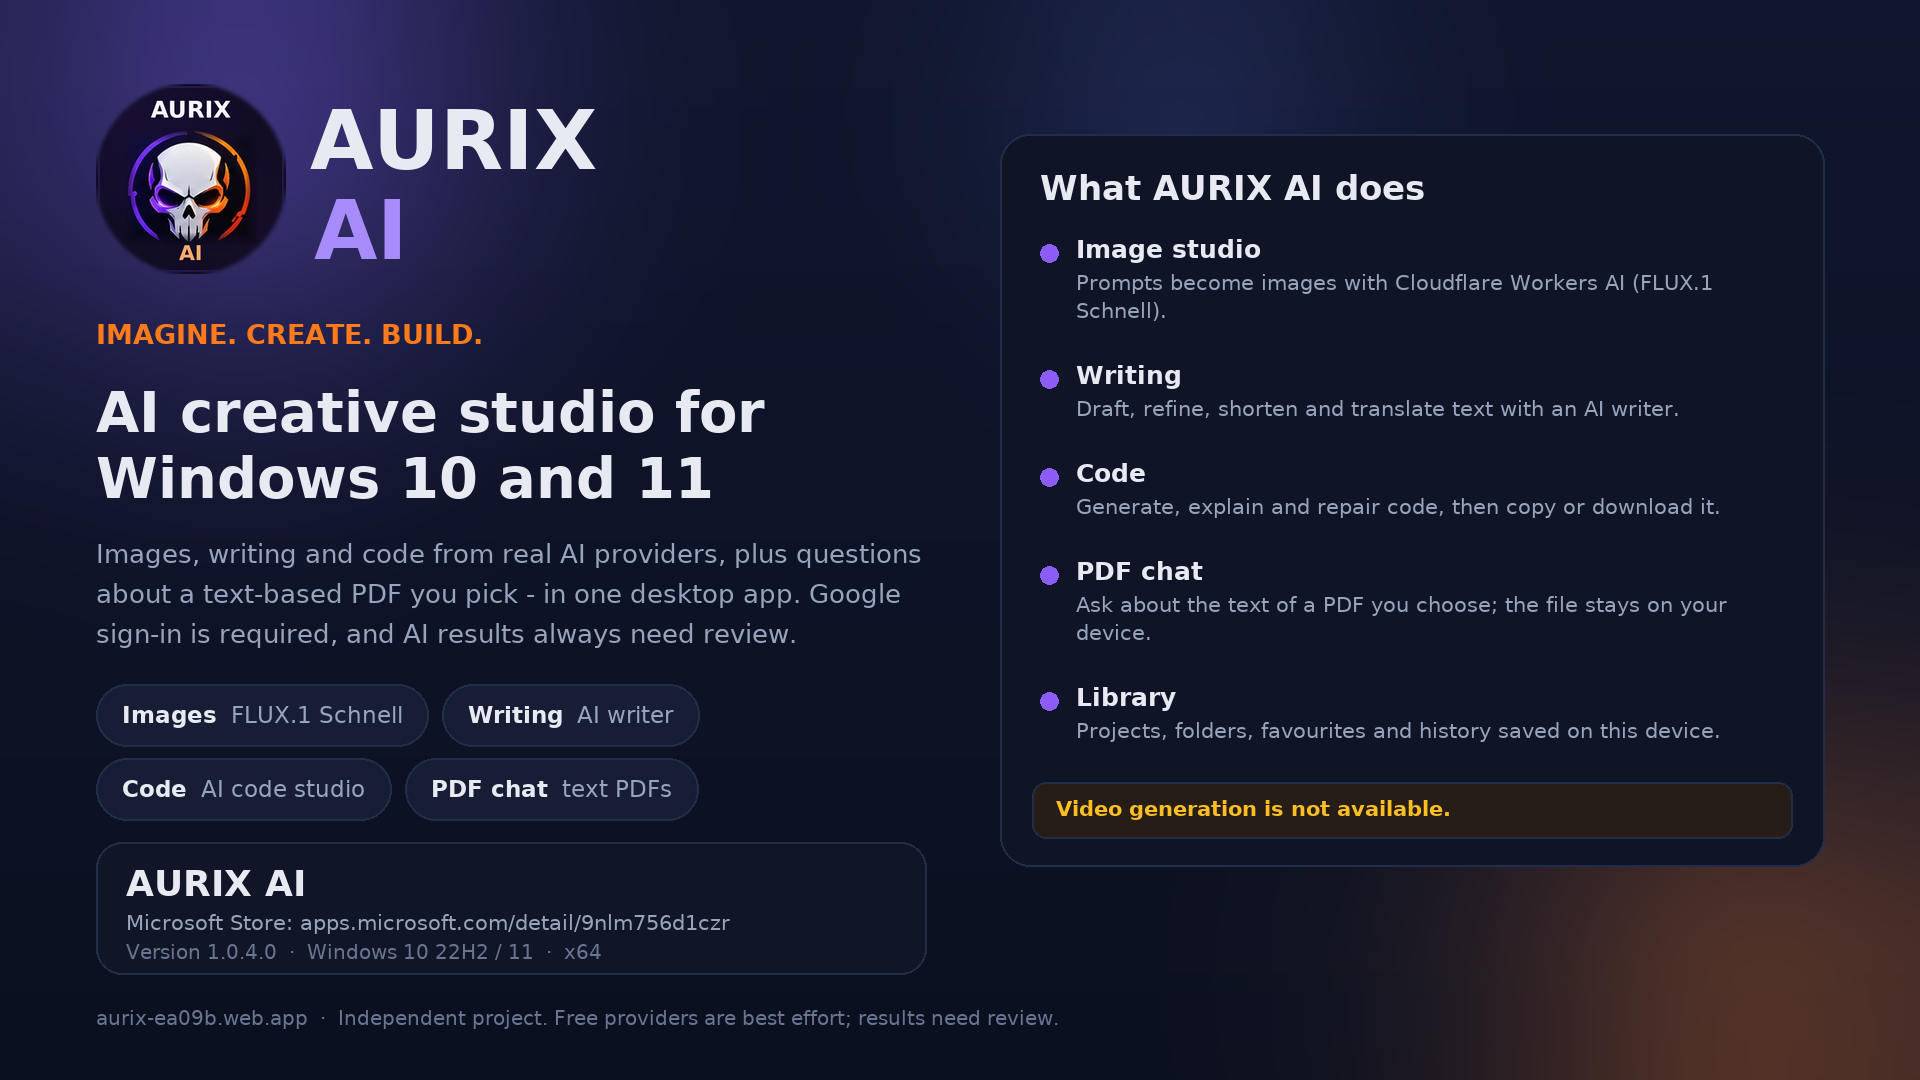 AURIX
AI
AURIX
AI
IMAGINE. CREATE. BUILD.
AI creative studio for
Windows 10 and 11
Images, writing and code from real AI providers, plus questions
about a text-based PDF you pick - in one desktop app. Google
sign-in is required, and AI results always need review.
Images FLUX.1 Schnell
Writing AI writer
Code AI code studio
PDF chat text PDFs
AURIX AI
Microsoft Store: apps.microsoft.com/detail/9nlm756d1czr
Version 1.0.4.0 · Windows 10 22H2 / 11 · x64
What AURIX AI does
Image studio
Prompts become images with Cloudflare Workers AI (FLUX.1
Schnell).
Writing
Draft, refine, shorten and translate text with an AI writer.
Code
Generate, explain and repair code, then copy or download it.
PDF chat
Ask about the text of a PDF you choose; the file stays on your
device.
Library
Projects, folders, favourites and history saved on this device.
Video generation is not available.
aurix-ea09b.web.app · Independent project. Free providers are best effort; results need review.